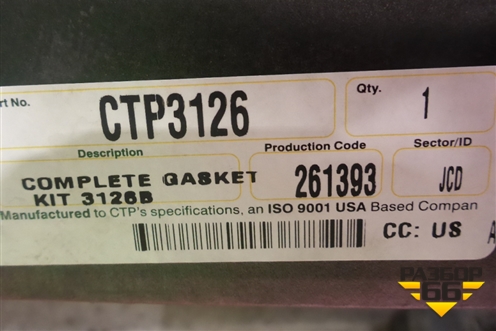 rt No.
CTP3126
Qty.
1
Description
COMPLETE GASKET
KIT 3126B
Production Code
261393
Sector/ID
JCD
Manufactured to CTP's specifications, an ISO 9001 USA Based Compan
CC: US
A
РАЗБОР
66